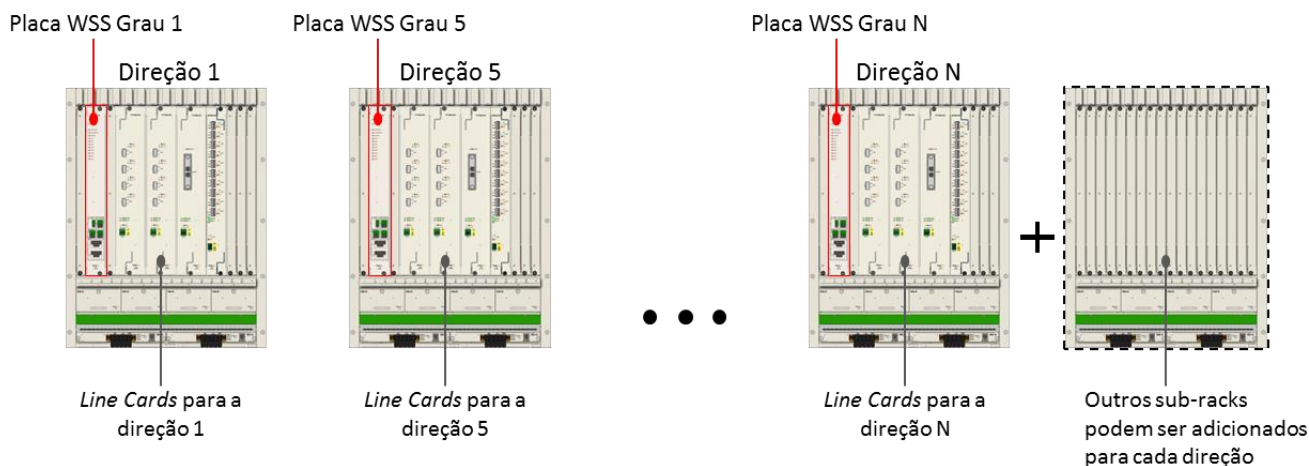 Placa WSS Grau 1
Placa WSS Grau 5
Placa WSS Grau N
Direção 1
Direção 5
Direção N
Line Cards para a
direção 1
Line Cards para a
direção 5
Line Cards para a
direção N
Outros sub-racks
podem ser adicionados
para cada direção